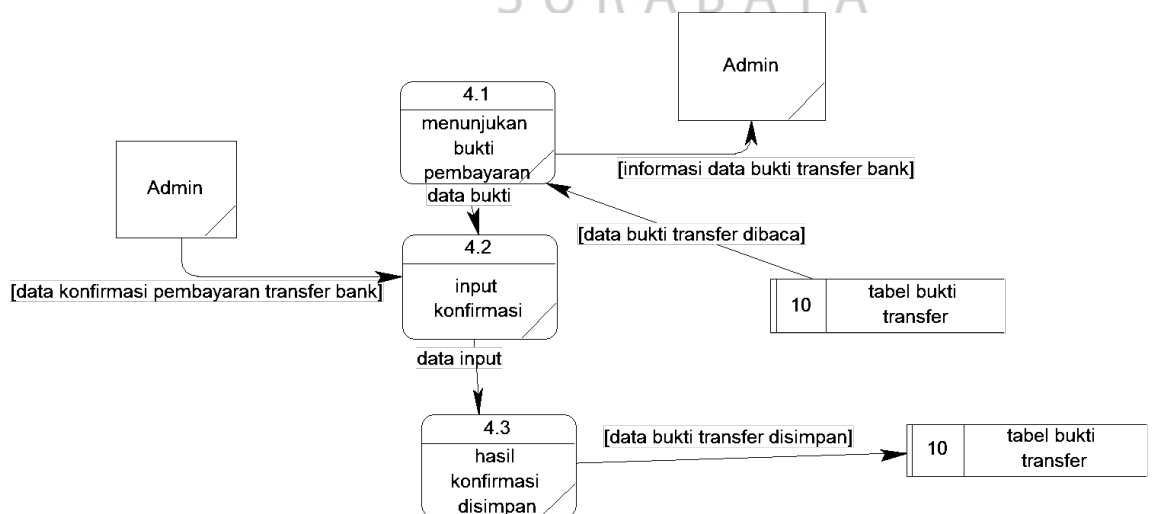 SURABAYA
Admin
4.1
menunjukan
bukti
pembayaran
[informasi data bukti transfer bank]
data bukti
Admin
[data bukti transfer dibaca]
4.2
input
konfirmasi
[data konfirmasi pembayaran transfer bank]
10
tabel bukti
transfer
data input
4.3
hasil
konfirmasi
disimpan
[data bukti transfer disimpan]
10
tabel bukti
transfer